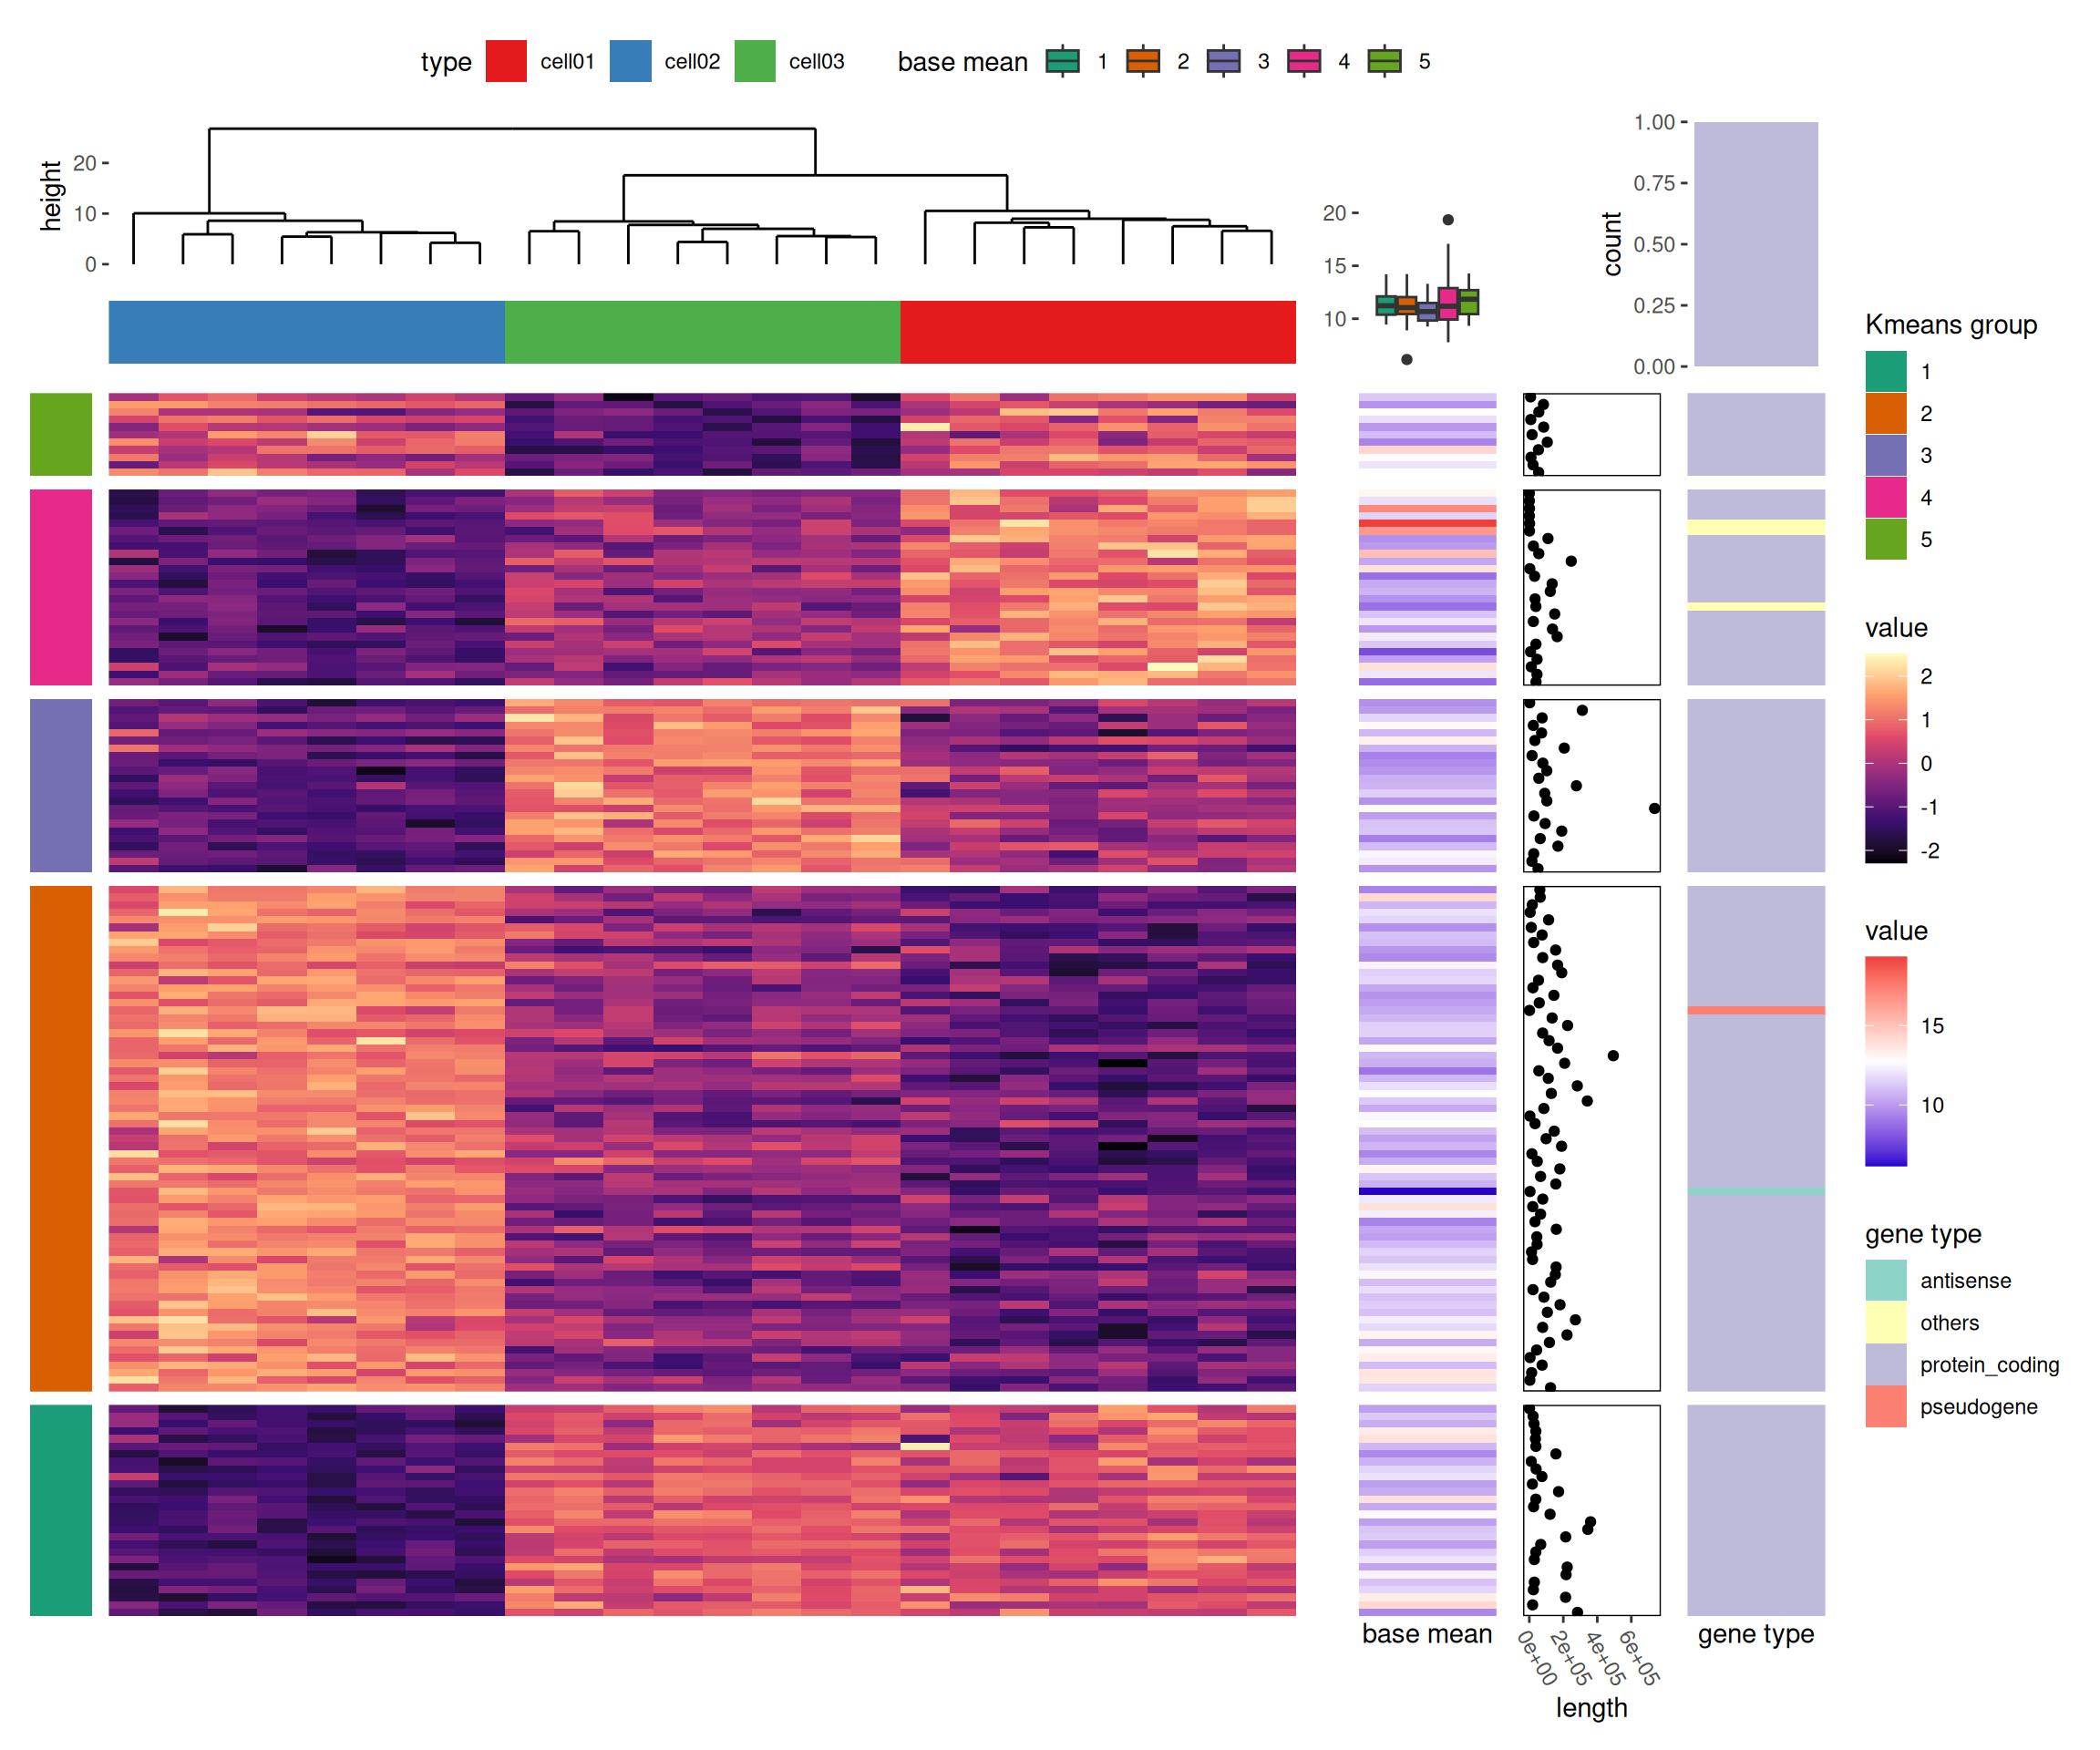 type cell01 cell02 cell03 base mean 1 2 3 4 5
height
20
10
0
20
15
10
count
1.00
0.75
0.50
0.25
0.00
Kmeans group
1
2
3
4
5
value
2
1
0
-1
-2
value
15
10
gene type
antisense
others
protein_coding
pseudogene
base mean
0e+00
2e+05
4e+05
6e+05
length
gene type